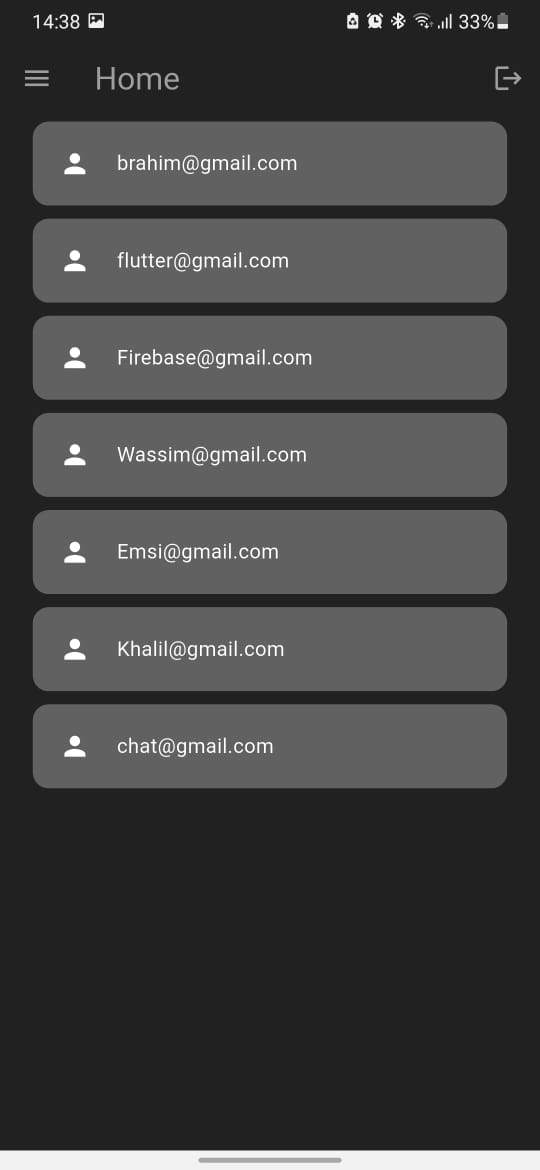 14:38
33%
Home
brahim@gmail.com
flutter@gmail.com
Firebase@gmail.com
Wassim@gmail.com
Emsi@gmail.com
Khalil@gmail.com
chat@gmail.com